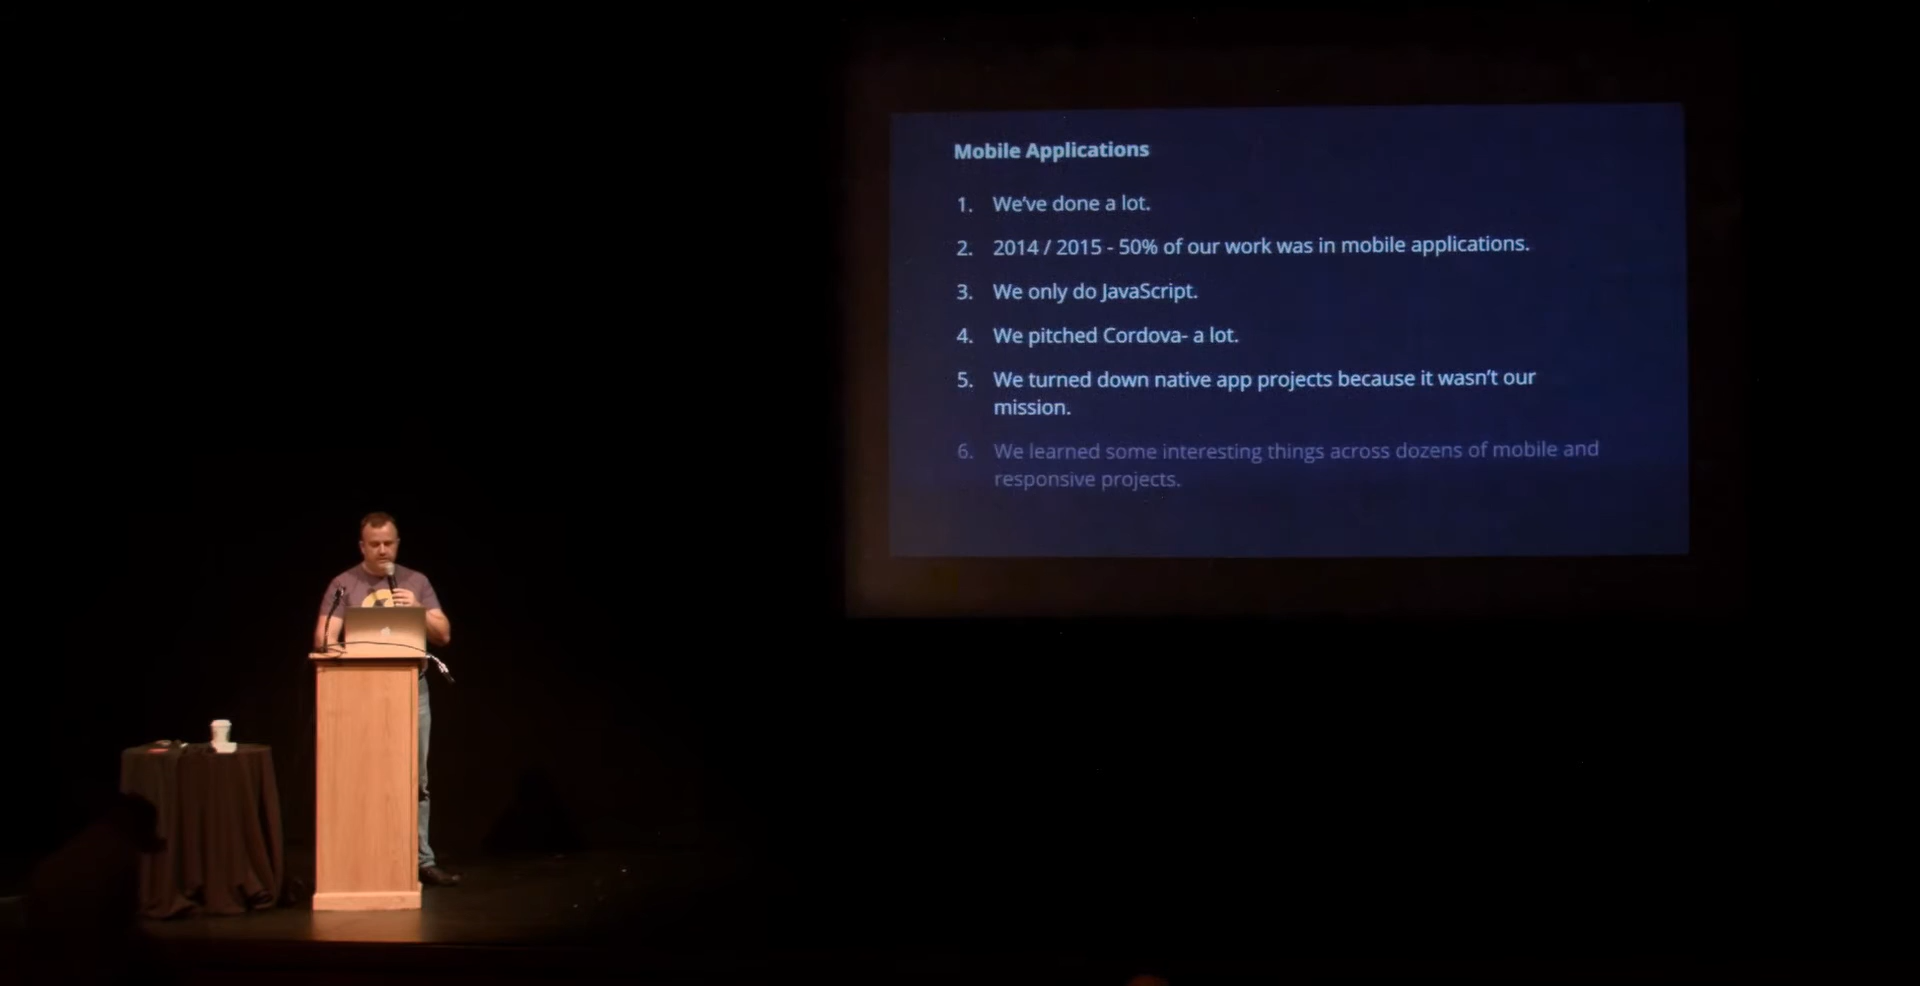 Mobile Applications
1. We've done a lot.
2. 2014 / 2015 - 50% of our work was in mobile applications.
3. We only do JavaScript.
4. We pitched Cordova- a lot.
5. We turned down native app projects because it wasn't our
mission.
6. We learned some interesting things across dozens of mobile and
responsive projects.